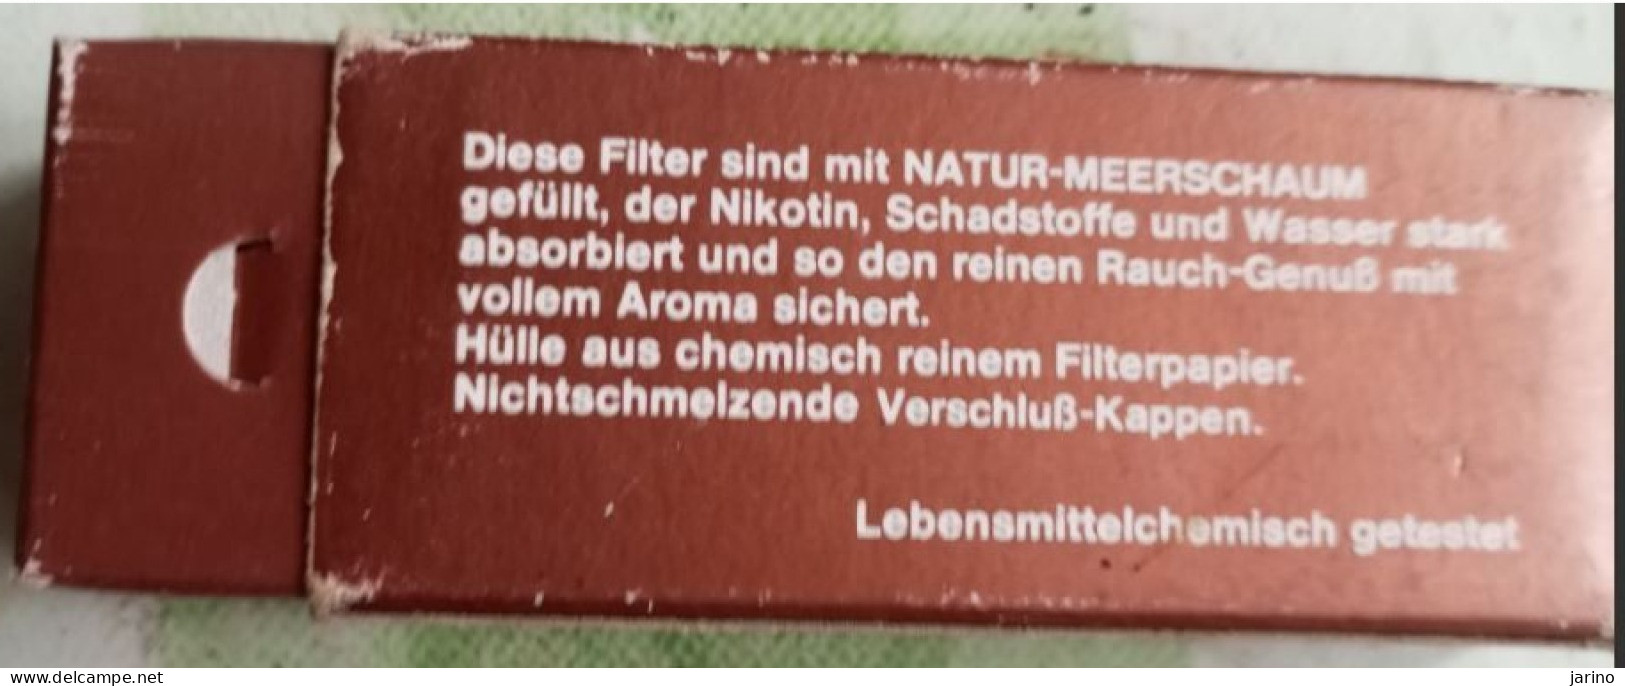 Diese Filter sind mit NATUR-MEERSCHAUM
gefüllt, der Nikotin, Schadstoffe und Wasser stark
absorbiert und so den reinen Rauch-Genuß mit
vollem Aroma sichert.
Hülle aus chemisch reinem Filterpapier.
Nichtschmelzende Verschluß-Kappen.
Lebensmittelchemisch getestet
delcampe.net
jarino